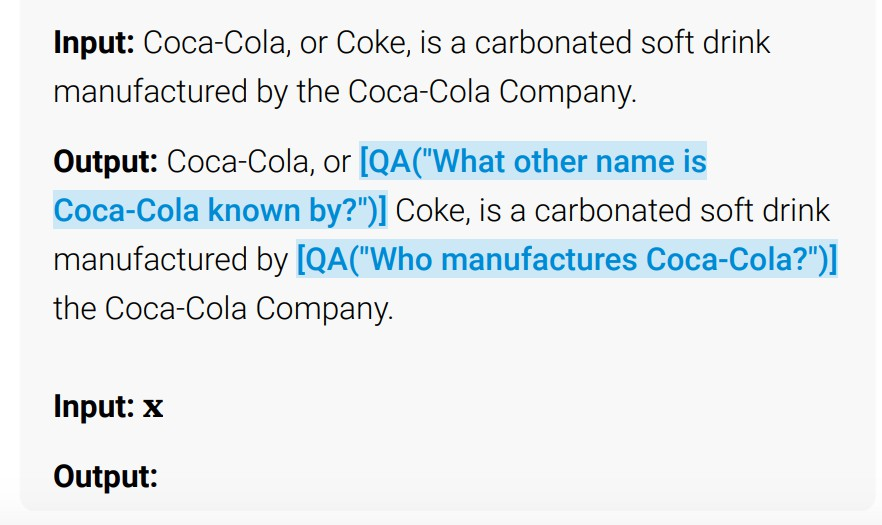 Input: Coca-Cola, or Coke, is a carbonated soft drink
manufactured by the Coca-Cola Company.
Output: Coca-Cola, or [QA("What other name is
Coca-Cola known by?")] Coke, is a carbonated soft drink
manufactured by [QA("Who manufactures Coca-Cola?")]
the Coca-Cola Company.
Input: x
Output: